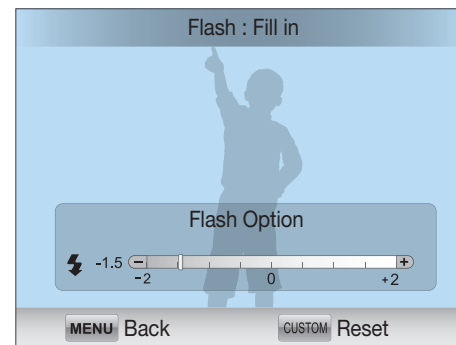 Flash : Fill in
Flash Option
-1.5 − +
-2 0 +2
MENU Back CUSTOM Reset